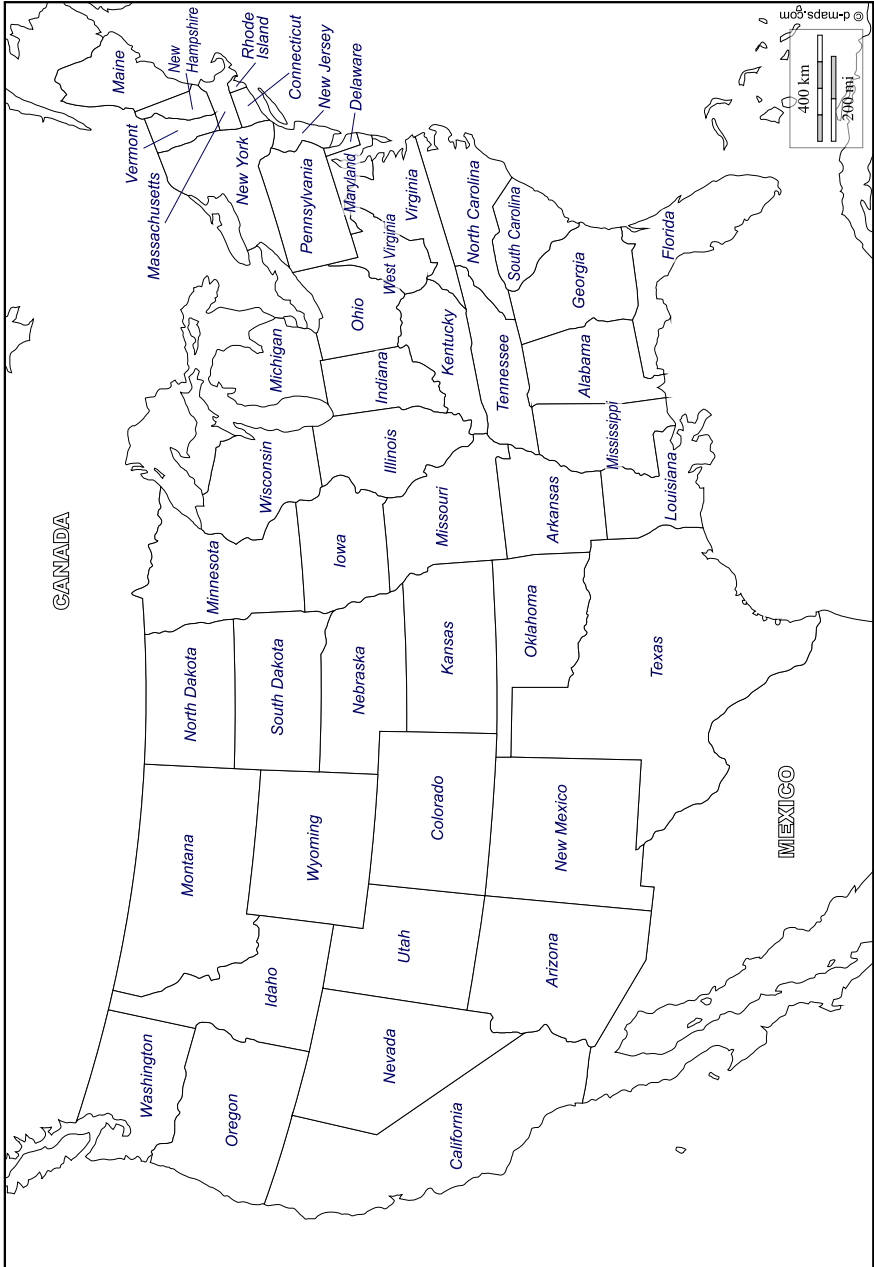 CANADA
Maine
New
Hampshire
Vermont
Massachusetts
Rhode
Island
Connecticut
New Jersey
Delaware
New York
Pennsylvania
Maryland
West Virginia
Virginia
Ohio
Michigan
Indiana
Kentucky
North Carolina
South Carolina
Tennessee
Georgia
Florida
Alabama
Mississippi
Wisconsin
Illinois
Minnesota
Iowa
Missouri
Arkansas
Louisiana
North Dakota
South Dakota
Nebraska
Kansas
Oklahoma
Texas
Montana
Wyoming
Colorado
New Mexico
Idaho
Utah
Arizona
Washington
Oregon
Nevada
California
MEXICO
400 km
200 mi
© d-maps.com